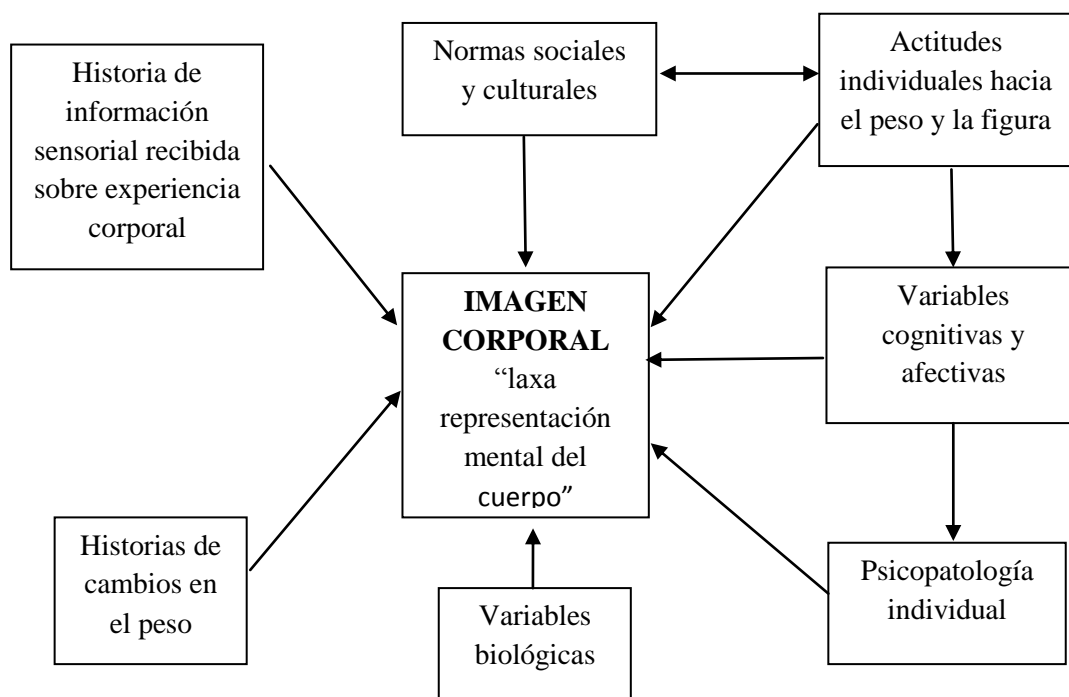 Historia de
información
sensorial recibida
sobre experiencia
corporal
Normas sociales
y culturales
Actitudes
individuales hacia
el peso y la figura
IMAGEN
CORPORAL
“laxa
representación
mental del
cuerpo”
Variables
cognitivas y
afectivas
Historias de
cambios en
el peso
Variables
biológicas
Psicopatología
individual